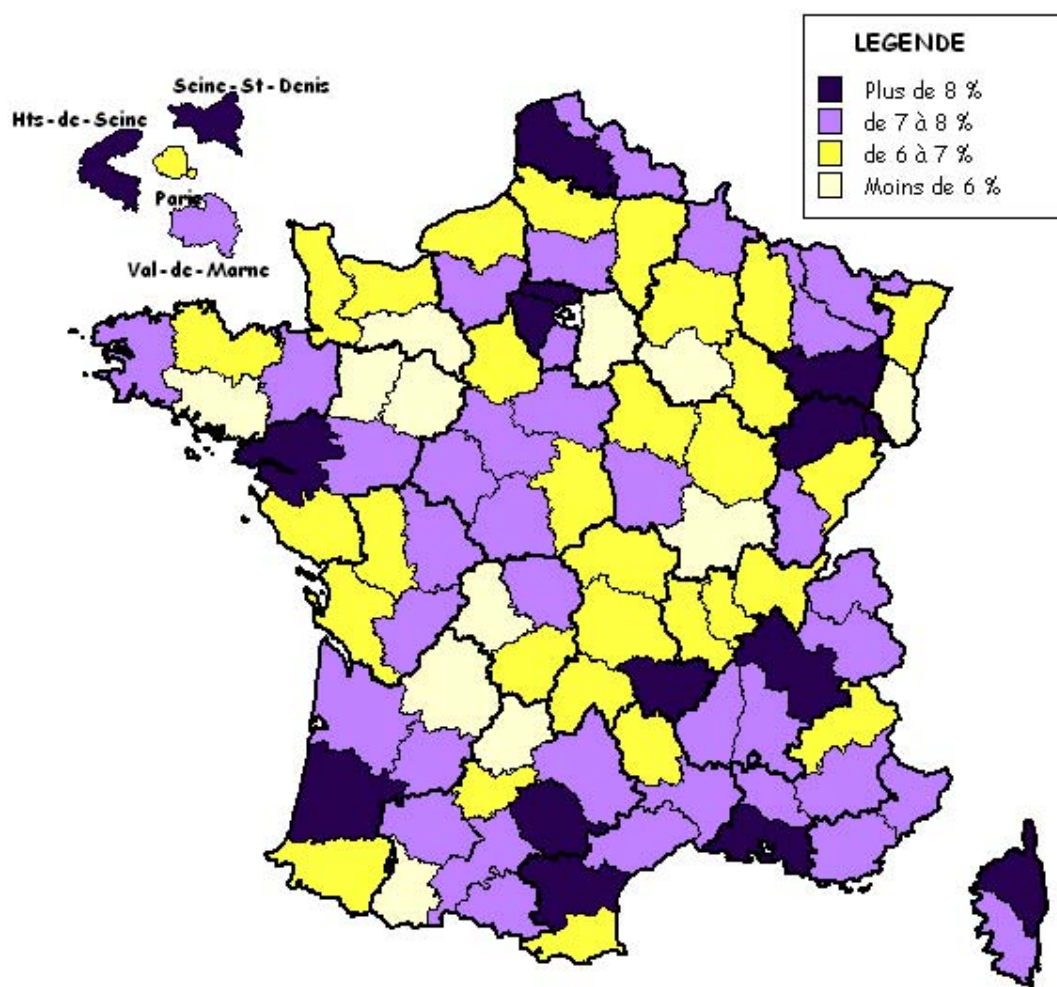 LEGENDE
Plus de 8 %
de 7 à 8 %
de 6 à 7 %
Moins de 6 %
Seine-St-Denis
Hts-de-Seine
Paris
Val-de-Marne